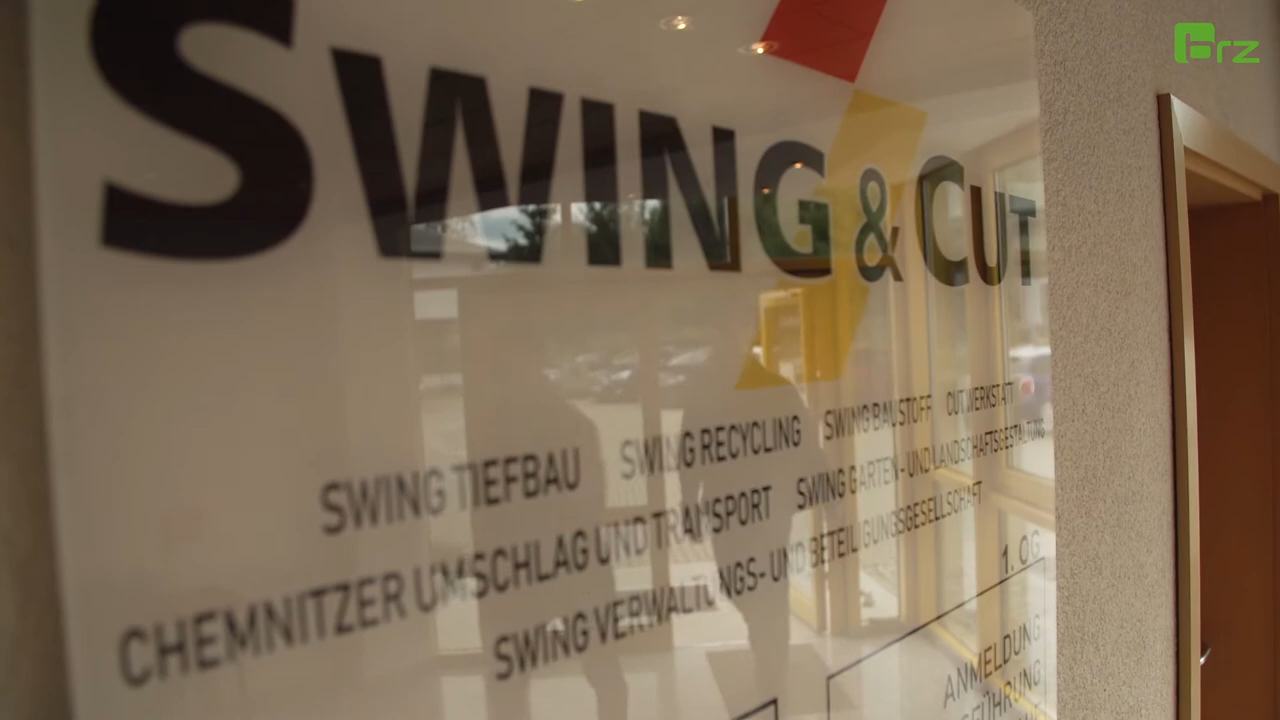 brz
SWING & CUT
SWING TIEFBAU SWING RECYCLING SWING BAUSTOFF CUT WERKSTATT
CHEMNITZER UMSCHLAG UND TRANSPORT SWING GARTEN- UND LANDSCHAFTSGESTALTUNG
SWING VERWALTUNGS- UND BETEILIGUNGSGESELLSCHAFT
1. OG
ANMELDUNG